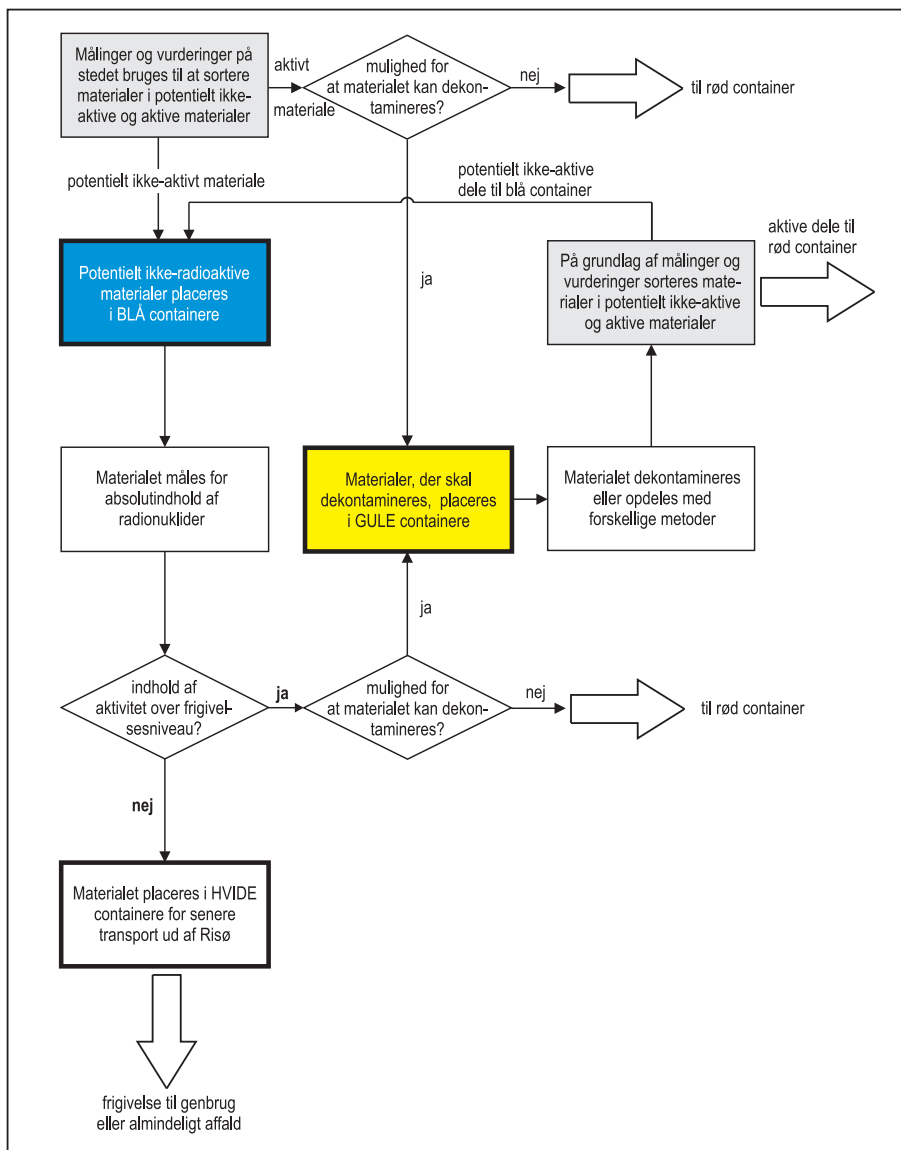 Målinger og vurderinger på
stedet bruges til at sortere
materialer i potentielt ikke-
aktive og aktive materialer
aktivt
materiale
mulighed for
at materialet kan dekon-
tamineres?
nej
til rød container
potentielt ikke-aktivt materiale
potentielt ikke-aktive
dele til blå container
aktive dele til
rød container
Potentielt ikke-radioaktive
materialer placeres
i BLÅ containere
ja
På grundlag af målinger og
vurderinger sorteres mate-
rialer i potentielt ikke-aktive
og aktive materialer
Materialet måles for
absolutindhold af
radionuklider
Materialer, der skal
dekontamineres, placeres
i GULE containere
Materialet dekontamineres
eller opdeles med
forskellige metoder
ja
indhold af
aktivitet over frigivel-
sesniveau?
ja
mulighed for
at materialet kan dekon-
tamineres?
nej
til rød container
nej
Materialet placeres i HVIDE
containere for senere
transport ud af Risø
frigivelse til genbrug
eller almindeligt affald